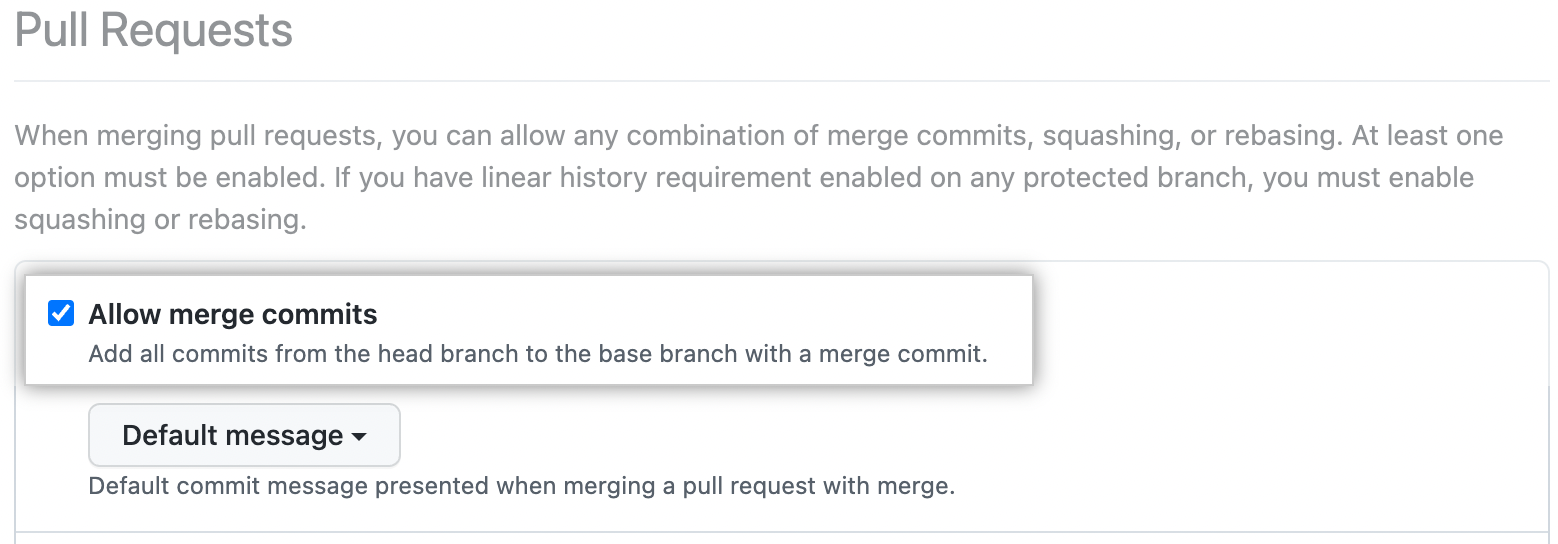 Pull Requests
When merging pull requests, you can allow any combination of merge commits, squashing, or rebasing. At least one
option must be enabled. If you have linear history requirement enabled on any protected branch, you must enable
squashing or rebasing.
Allow merge commits
Add all commits from the head branch to the base branch with a merge commit.
Default message
Default commit message presented when merging a pull request with merge.